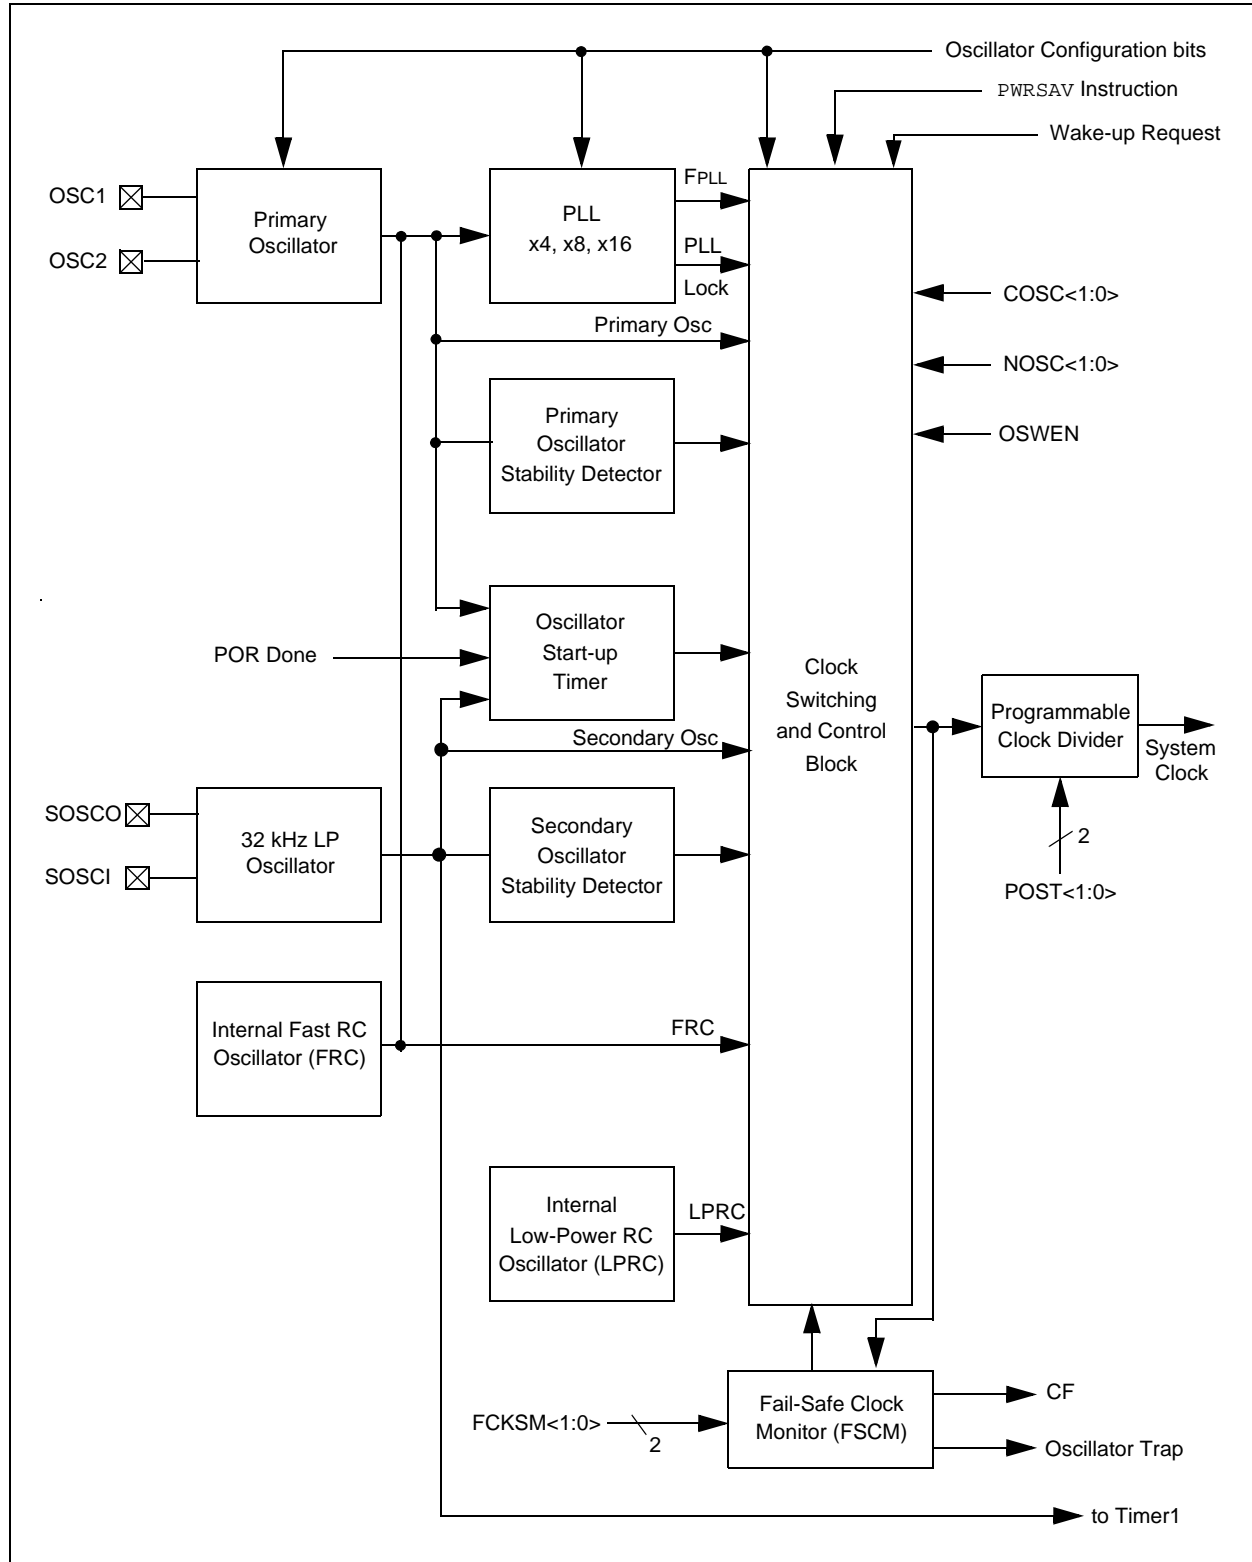 Oscillator Configuration bits
PWRSAV Instruction
Wake-up Request
OSC1
OSC2
Primary
Oscillator
PLL
x4, x8, x16
FPLL
PLL
Lock
COSC<1:0>
Primary Osc
NOSC<1:0>
Primary
Oscillator
Stability Detector
OSWEN
POR Done
Oscillator
Start-up
Timer
Clock
Switching
and Control
Block
Secondary Osc
Programmable
Clock Divider
System
Clock
2
POST<1:0>
SOSCO
SOSCI
32 kHz LP
Oscillator
Secondary
Oscillator
Stability Detector
Internal Fast RC
Oscillator (FRC)
FRC
Internal
Low-Power RC
Oscillator (LPRC)
LPRC
FCKSM<1:0>
2
Fail-Safe Clock
Monitor (FSCM)
CF
Oscillator Trap
to Timer1